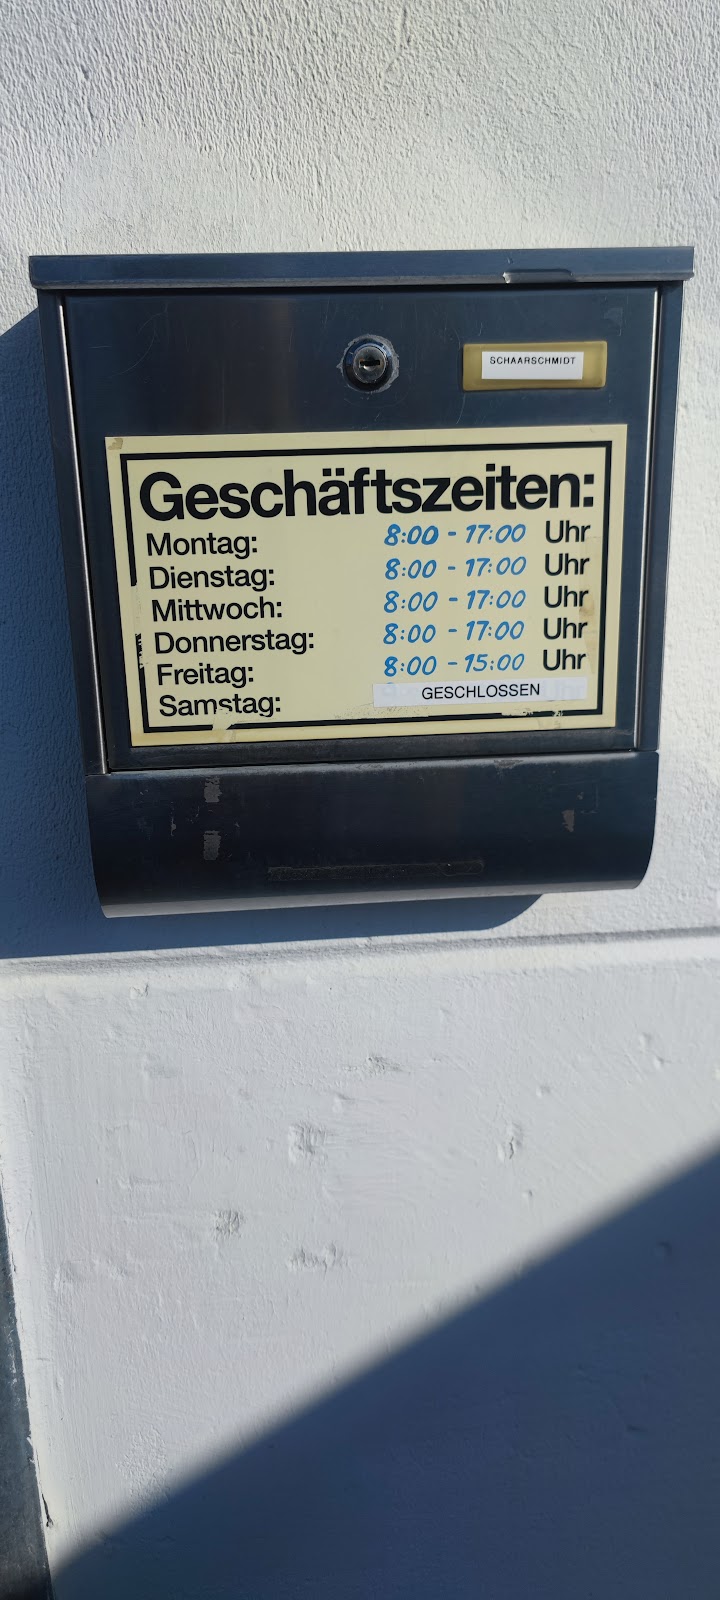 SCHAARSCHMIDT
Geschäftszeiten:
Montag: 8:00 - 17:00 Uhr
Dienstag: 8:00 - 17:00 Uhr
Mittwoch: 8:00 - 17:00 Uhr
Donnerstag: 8:00 - 17:00 Uhr
Freitag: 8:00 - 15:00 Uhr
Samstag: GESCHLOSSEN Uhr